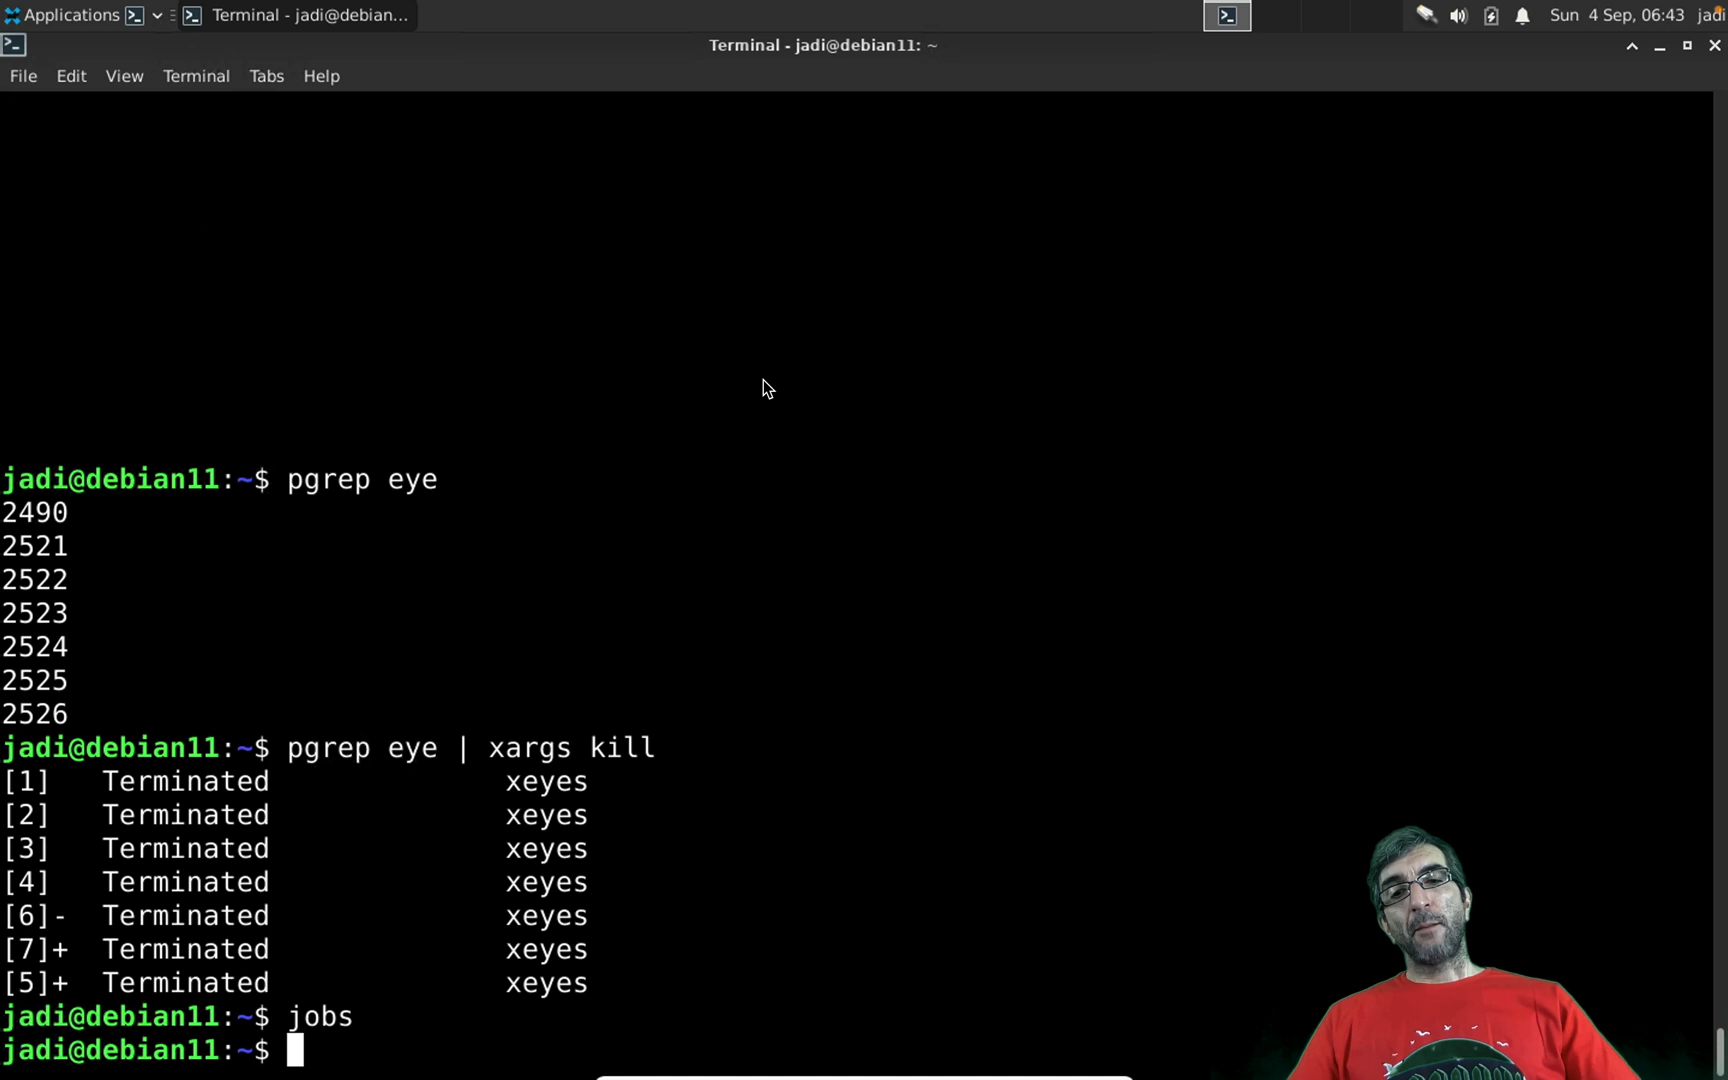 Applications Terminal - jadi@debian... Sun 4 Sep, 06:43 jadi
Terminal - jadi@debian11: ~
File Edit View Terminal Tabs Help
jadi@debian11:~$ pgrep eye
2490
2521
2522
2523
2524
2525
2526
jadi@debian11:~$ pgrep eye | xargs kill
[1]   Terminated              xeyes
[2]   Terminated              xeyes
[3]   Terminated              xeyes
[4]   Terminated              xeyes
[6]-  Terminated              xeyes
[7]+  Terminated              xeyes
[5]+  Terminated              xeyes
jadi@debian11:~$ jobs
jadi@debian11:~$